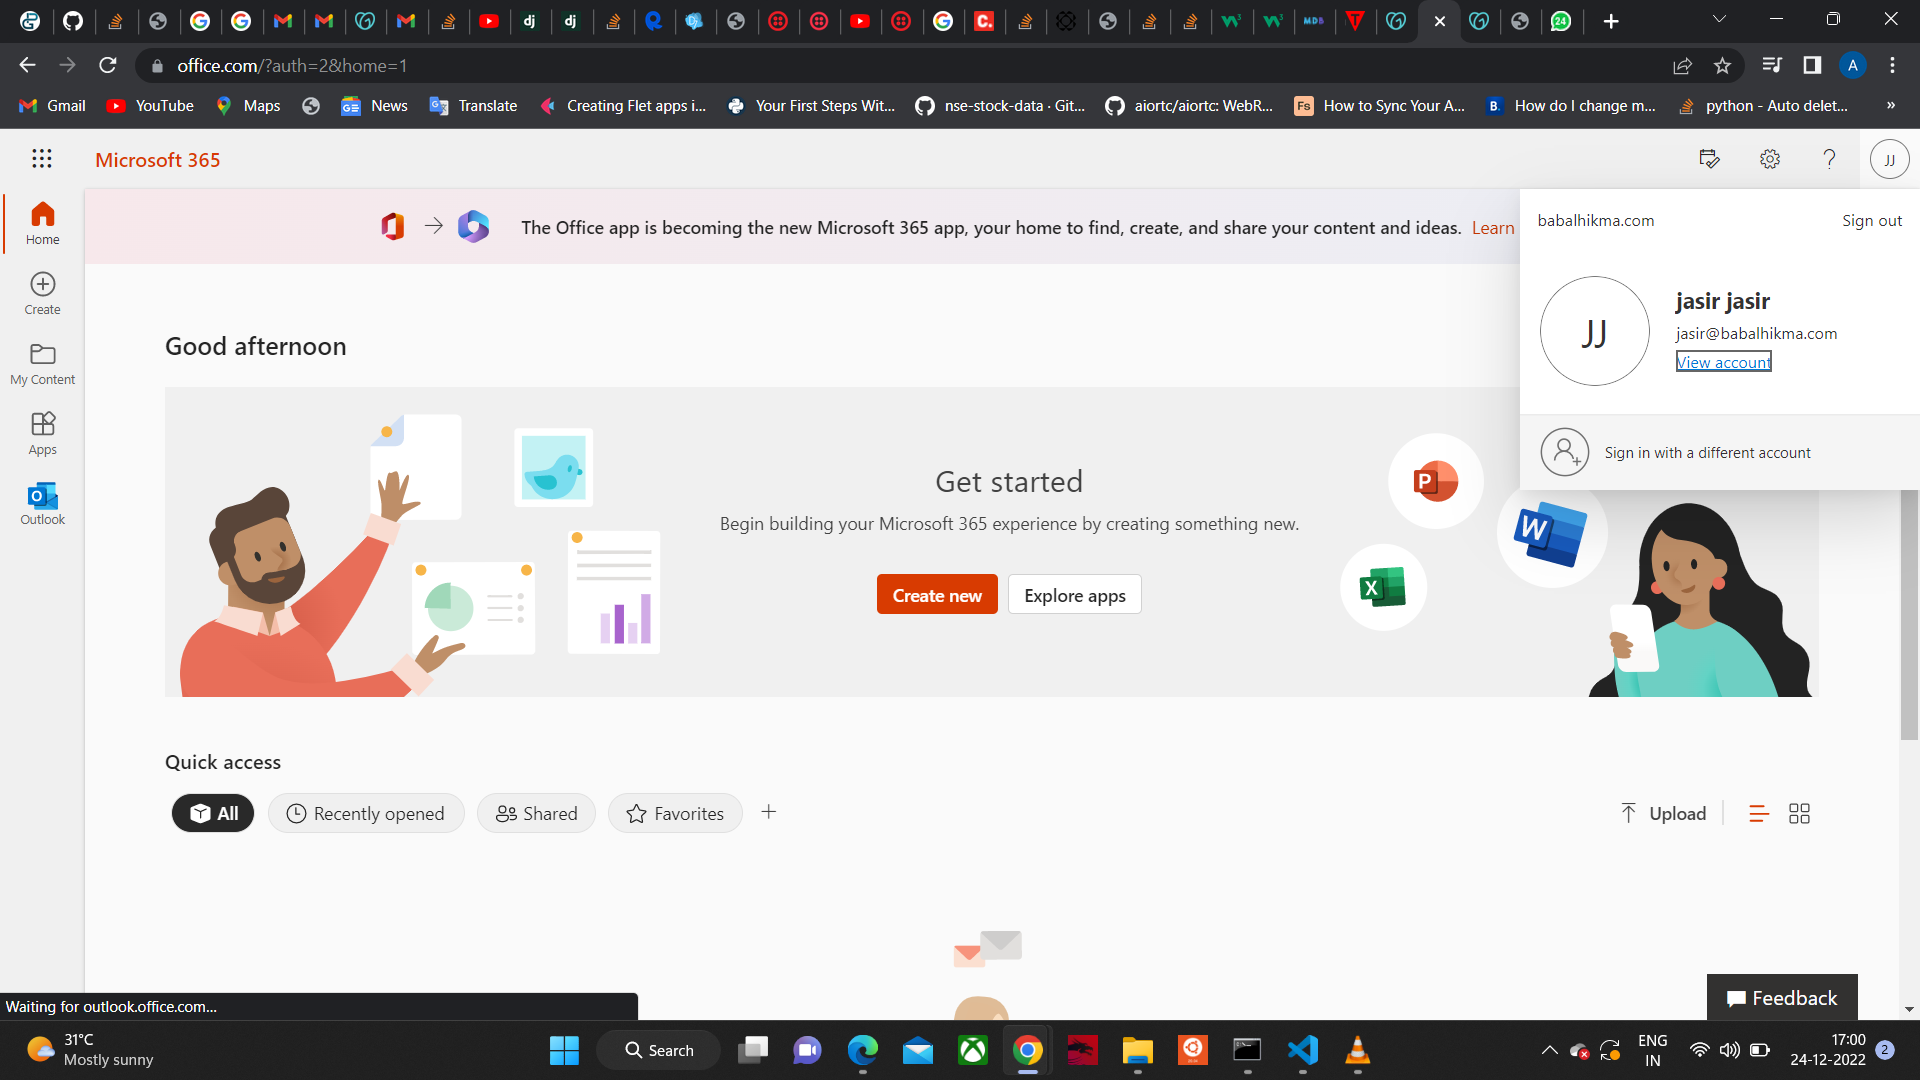 office.com/?auth=2&home=1
Gmail
YouTube
Maps
News
Translate
Creating Flet apps i...
Your First Steps Wit...
nse-stock-data · Git...
aiortc/aiortc: WebR...
How to Sync Your A...
How do I change m...
python - Auto delet...
»
Microsoft 365
JJ
The Office app is becoming the new Microsoft 365 app, your home to find, create, and share your content and ideas. Learn
babalhikma.com
Sign out
JJ
jasir jasir
jasir@babalhikma.com
View account
Sign in with a different account
Home
Create
My Content
Apps
Outlook
Good afternoon
Get started
Begin building your Microsoft 365 experience by creating something new.
Create new
Explore apps
Quick access
All
Recently opened
Shared
Favorites
Upload
Feedback
Waiting for outlook.office.com...
31°C
Mostly sunny
Search
ENG
IN
17:00
24-12-2022
2